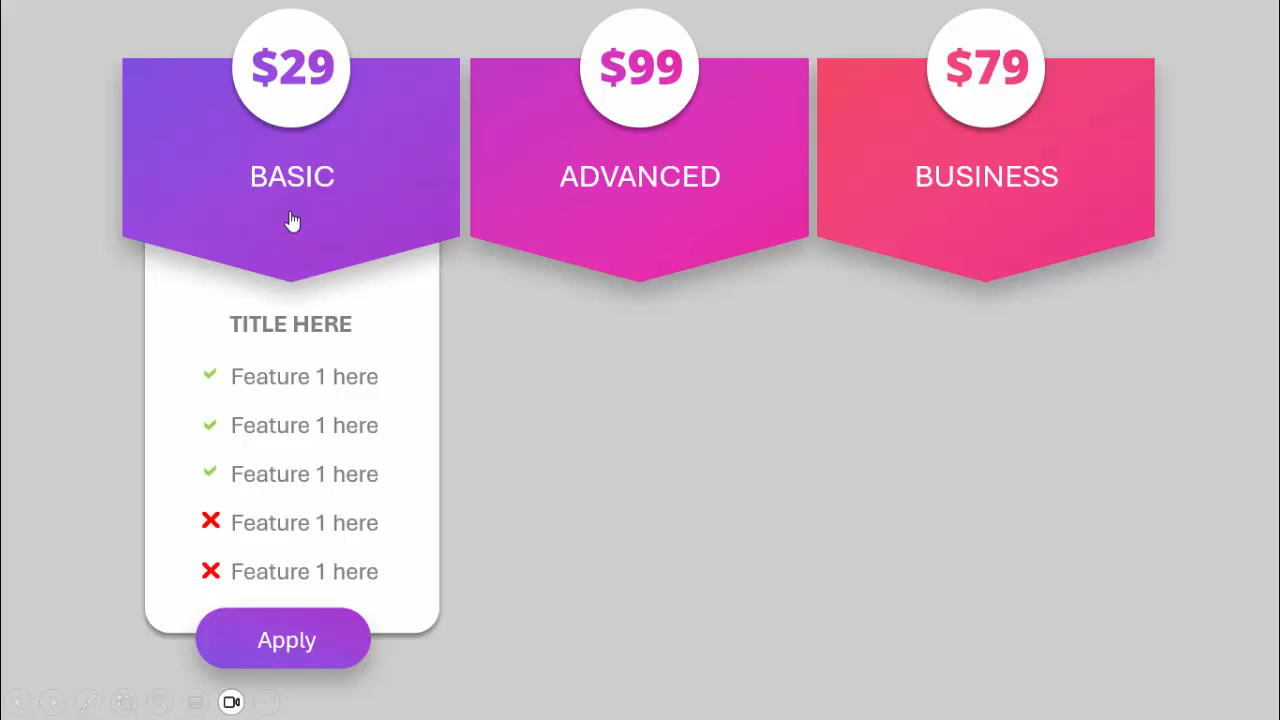 $29
BASIC
TITLE HERE
Feature 1 here
Feature 1 here
Feature 1 here
Feature 1 here
Feature 1 here
Apply
$99
ADVANCED
$79
BUSINESS